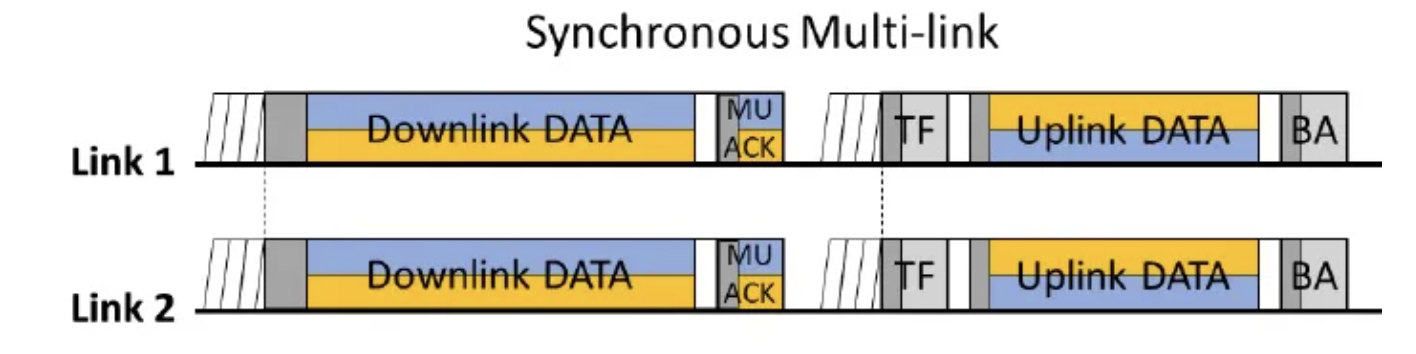 Synchronous Multi-link
Link 1
Downlink DATA
MU
ACK
TF
Uplink DATA
BA
Link 2
Downlink DATA
MU
ACK
TF
Uplink DATA
BA